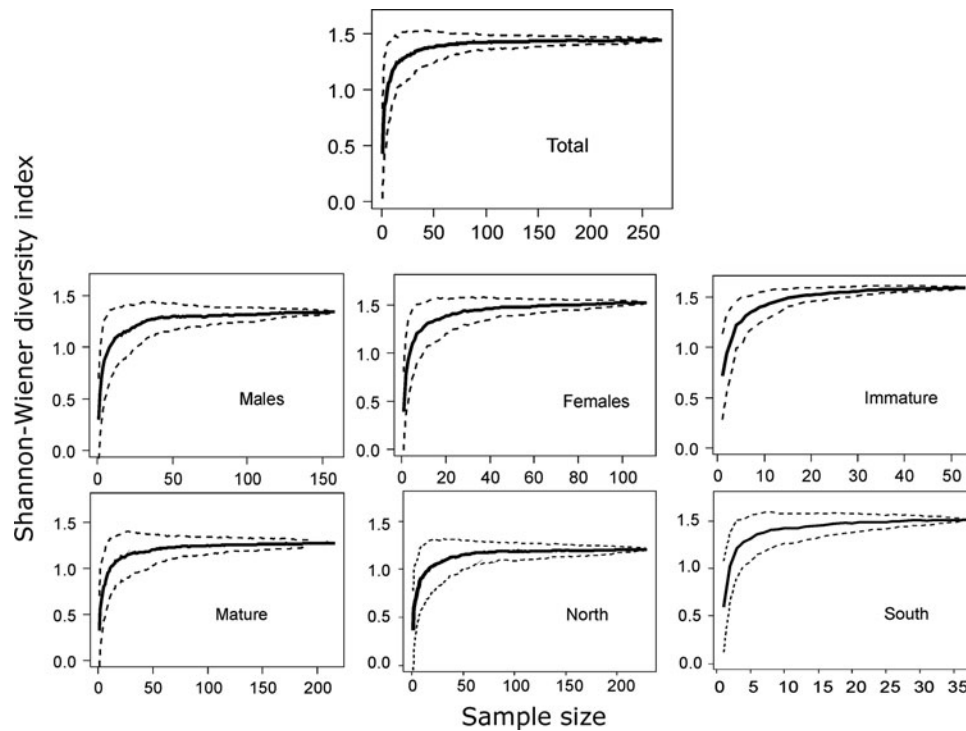 Shannon-Wiener diversity index
1.5
1.0
0.5
0.0
Total
0 50 100 150 200 250
1.5
1.0
0.5
0.0
Males
0 50 100 150
1.5
1.0
0.5
0.0
Females
0 20 40 60 80 100
1.5
1.0
0.5
0.0
Immature
0 10 20 30 40 50
1.5
1.0
0.5
0.0
Mature
0 50 100 150 200
1.5
1.0
0.5
0.0
North
0 50 100 150 200
1.5
1.0
0.5
0.0
South
0 5 10 15 20 25 30 35
Sample size